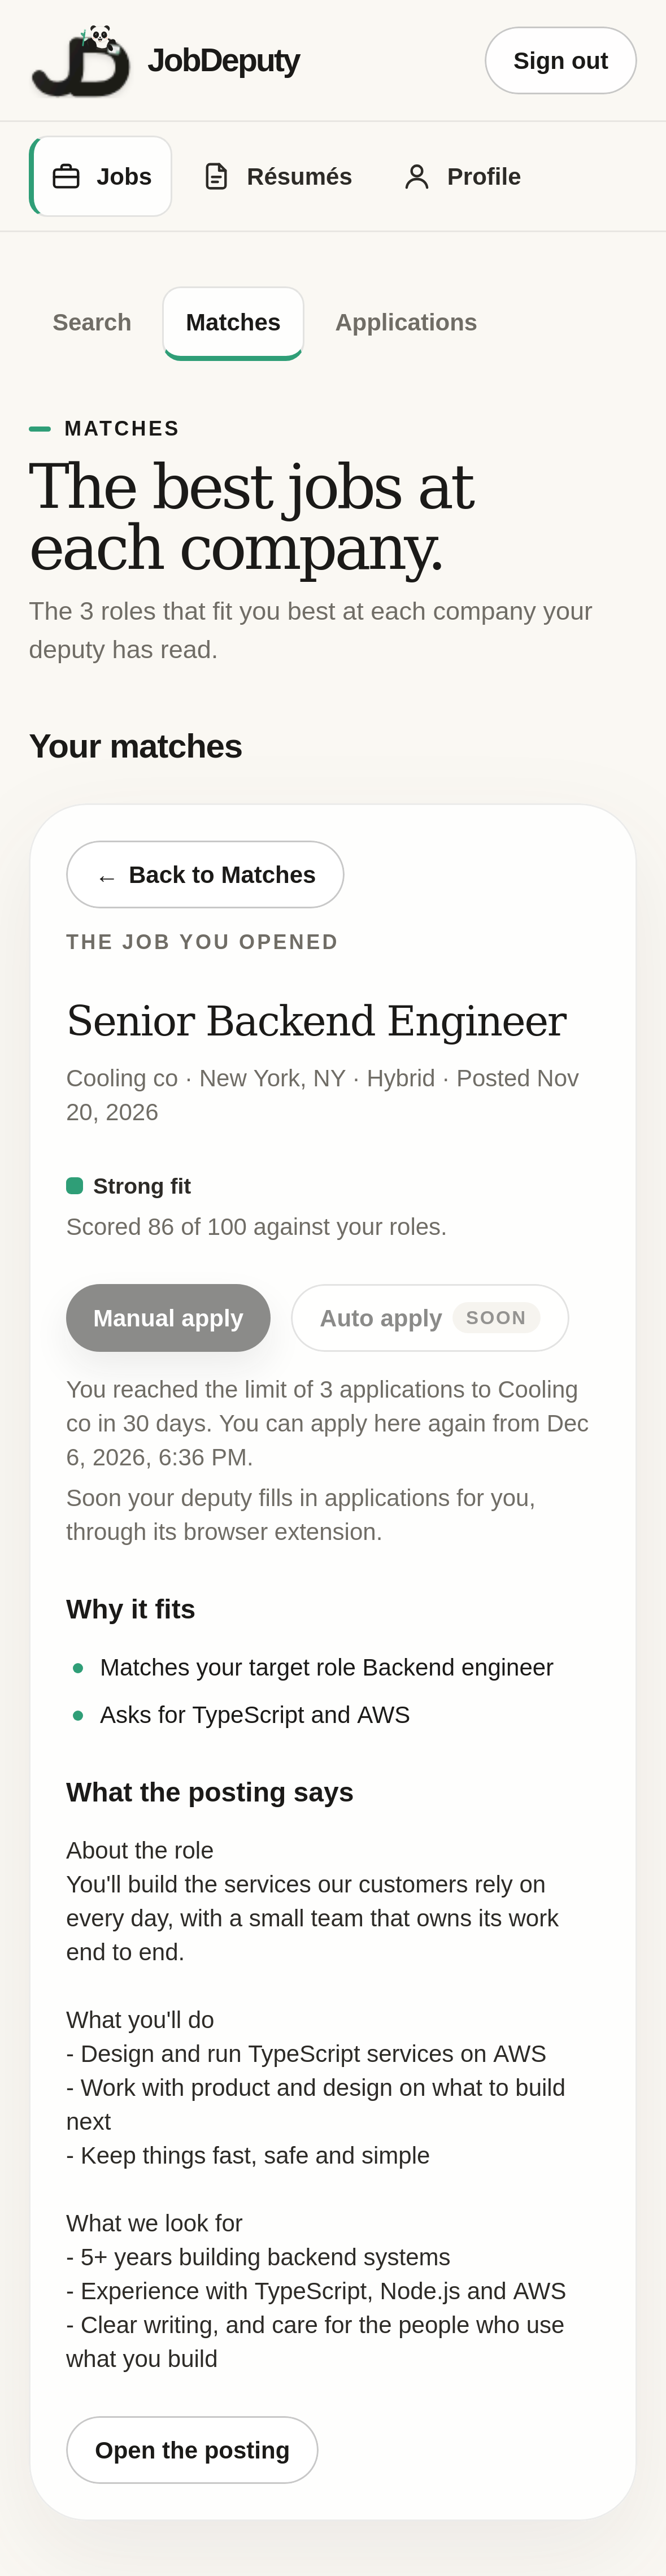 JobDeputy
Sign out
Jobs
Résumés
Profile
Search
Matches
Applications
MATCHES
The best jobs at
each company.
The 3 roles that fit you best at each company your
deputy has read.
Your matches
← Back to Matches
THE JOB YOU OPENED
Senior Backend Engineer
Cooling co · New York, NY · Hybrid · Posted Nov
20, 2026
Strong fit
Scored 86 of 100 against your roles.
Manual apply
Auto apply SOON
You reached the limit of 3 applications to Cooling
co in 30 days. You can apply here again from Dec
6, 2026, 6:36 PM.
Soon your deputy fills in applications for you,
through its browser extension.
Why it fits
Matches your target role Backend engineer
Asks for TypeScript and AWS
What the posting says
About the role
You'll build the services our customers rely on
every day, with a small team that owns its work
end to end.
What you'll do
- Design and run TypeScript services on AWS
- Work with product and design on what to build
next
- Keep things fast, safe and simple
What we look for
- 5+ years building backend systems
- Experience with TypeScript, Node.js and AWS
- Clear writing, and care for the people who use
what you build
Open the posting